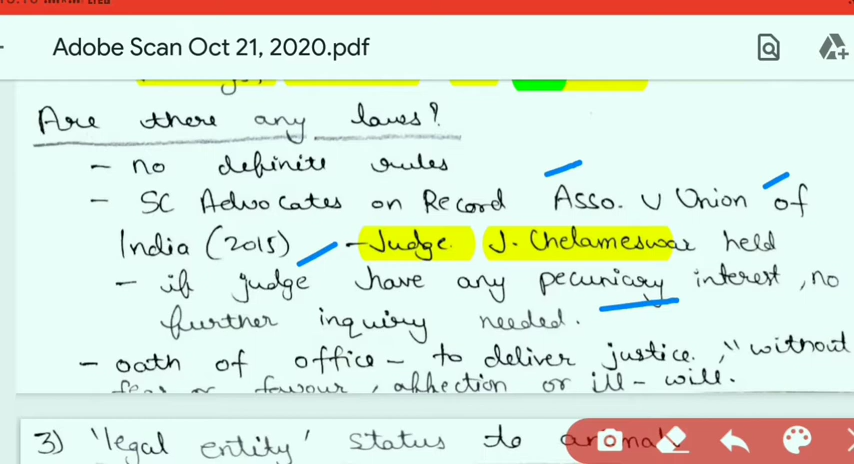 Adobe Scan Oct 21, 2020.pdf
Are there any laws?
- no definite rules
- SC Advocates on Record Asso. v Union of
India (2015) - Judge J. Chelameswar held
- if judge have any pecuniary interest, no
further inquiry needed.
- oath of office - to deliver justice, "without
favour, affection or ill-will.
3) 'legal entity' status to